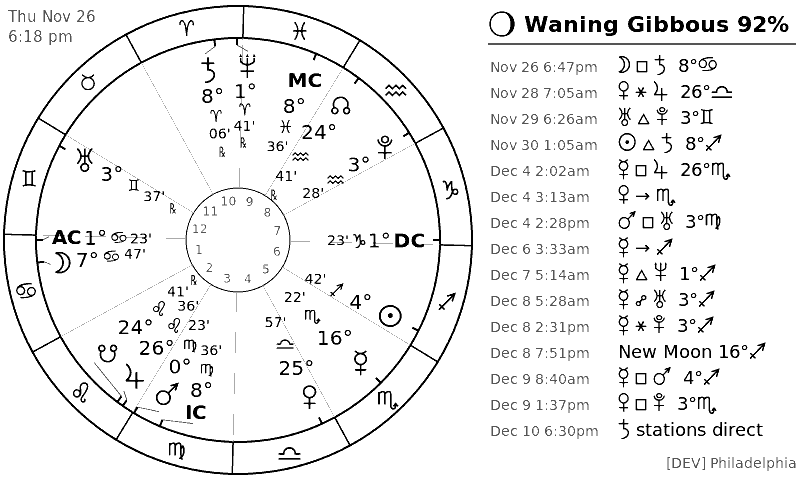 Thu Nov 26
6:18 pm
Waning Gibbous 92%
♈ ♓ ♒ ♑ ♐ ♏ ♎ ♍ ♌ ♋ ♊ ♉
♄ 8° ♈ 06' ℞
♆ 1° ♈ 41' ℞
MC 8° ♓ 36'
☊ 24° ♒ 41' ℞
♇ 3° ♒ 28'
♅ 3° ♊ 37' ℞
AC 1° ♋ 23'
☽ 7° ♋ 47'
23' ♑ 1° DC
☉ 4° ♐ 42'
☿ 16° ♏ 22'
♀ 25° ♎ 57'
☋ 24° ♌ 41' ℞
♃ 26° ♌ 36'
♂ 0° ♍ 23'
IC 8° ♍ 36'
1 2 3 4 5 6 7 8 9 10 11 12
Nov 26 6:47pm ☽ □ ♄ 8°♋
Nov 28 7:05am ♀ ⚹ ♃ 26°♎
Nov 29 6:26am ♅ △ ♇ 3°♊
Nov 30 1:05am ☉ △ ♄ 8°♐
Dec 4 2:02am ☿ □ ♃ 26°♏
Dec 4 3:13am ♀ → ♏
Dec 4 2:28pm ♂ □ ♅ 3°♍
Dec 6 3:33am ☿ → ♐
Dec 7 5:14am ☿ △ ♆ 1°♐
Dec 8 5:28am ☿ ☍ ♅ 3°♐
Dec 8 2:31pm ☿ ⚹ ♇ 3°♐
Dec 8 7:51pm New Moon 16°♐
Dec 9 8:40am ☿ □ ♂ 4°♐
Dec 9 1:37pm ♀ □ ♇ 3°♏
Dec 10 6:30pm ♄ stations direct
[DEV] Philadelphia